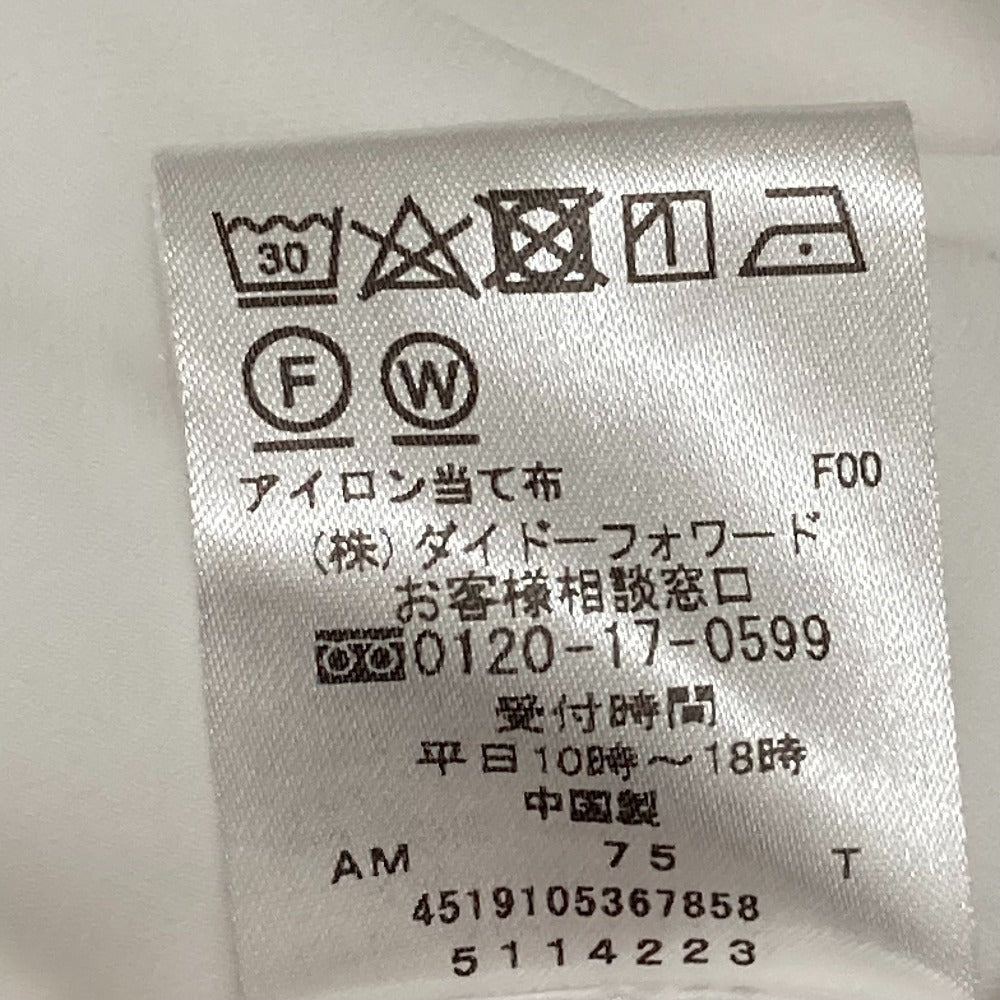 30
F W
アイロン当て布 F00
(株)ダイドーフォワード
お客様相談窓口
0120-17-0599
受付時間
平日10時～18時
中国製
AM 75 T
4519105367858
5114223